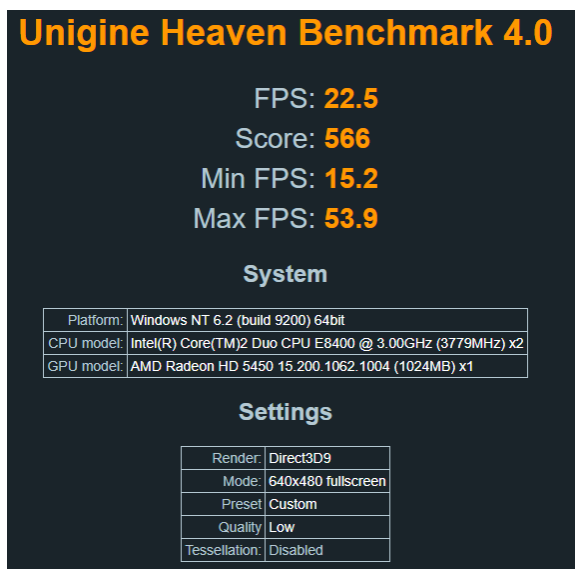 Unigine Heaven Benchmark 4.0
FPS: 22.5
Score: 566
Min FPS: 15.2
Max FPS: 53.9
System
Platform: Windows NT 6.2 (build 9200) 64bit
CPU model: Intel(R) Core(TM)2 Duo CPU E8400 @ 3.00GHz (3779MHz) x2
GPU model: AMD Radeon HD 5450 15.200.1062.1004 (1024MB) x1
Settings
Render: Direct3D9
Mode: 640x480 fullscreen
Preset Custom
Quality Low
Tessellation: Disabled